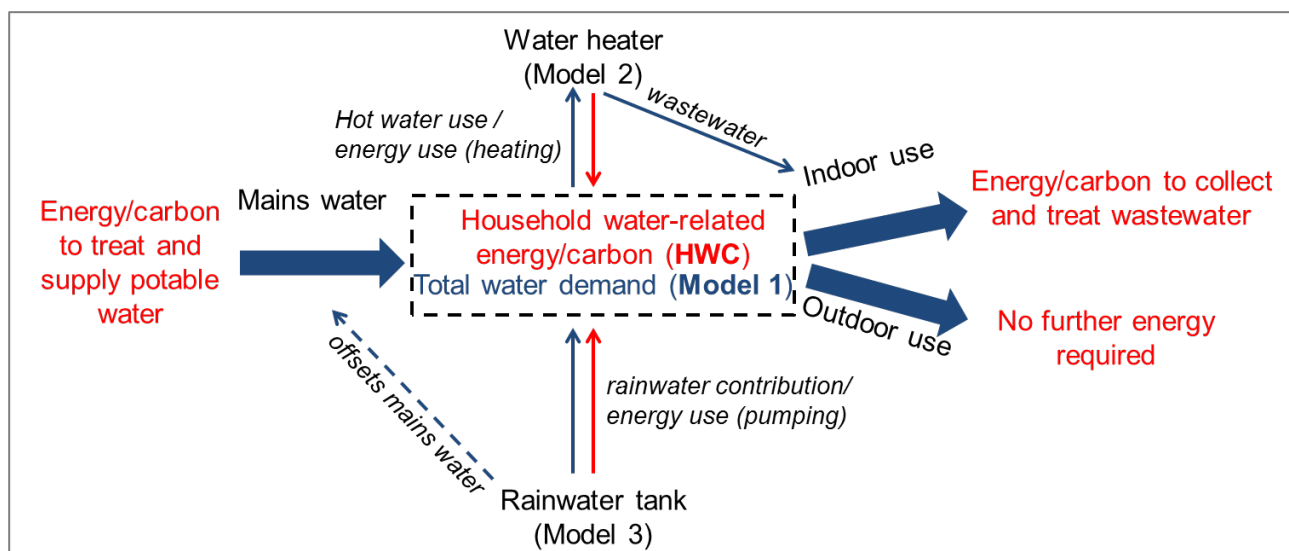 Water heater
(Model 2)
wastewater
Hot water use /
energy use (heating)
Indoor use
Mains water
Energy/carbon
to treat and
supply potable
water
Household water-related
energy/carbon (HWC)
Total water demand (Model 1)
Energy/carbon to collect
and treat wastewater
Outdoor use
No further energy
required
offsets mains water
rainwater contribution/
energy use (pumping)
Rainwater tank
(Model 3)